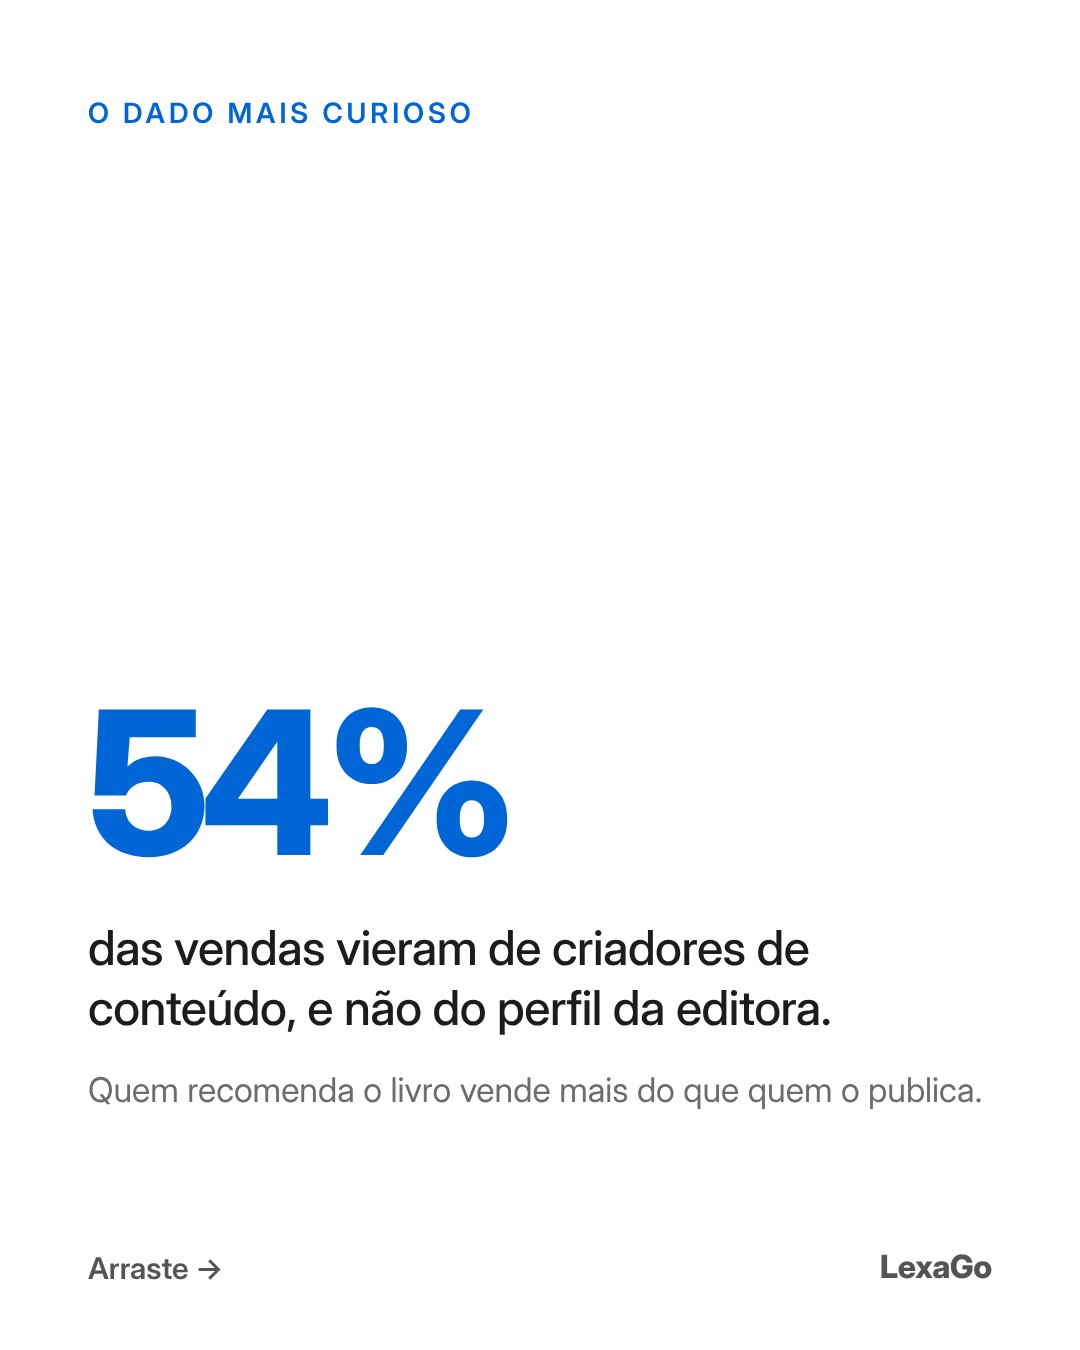 O DADO MAIS CURIOSO
54%
das vendas vieram de criadores de
conteúdo, e não do perfil da editora.
Quem recomenda o livro vende mais do que quem o publica.
Arraste →
LexaGo